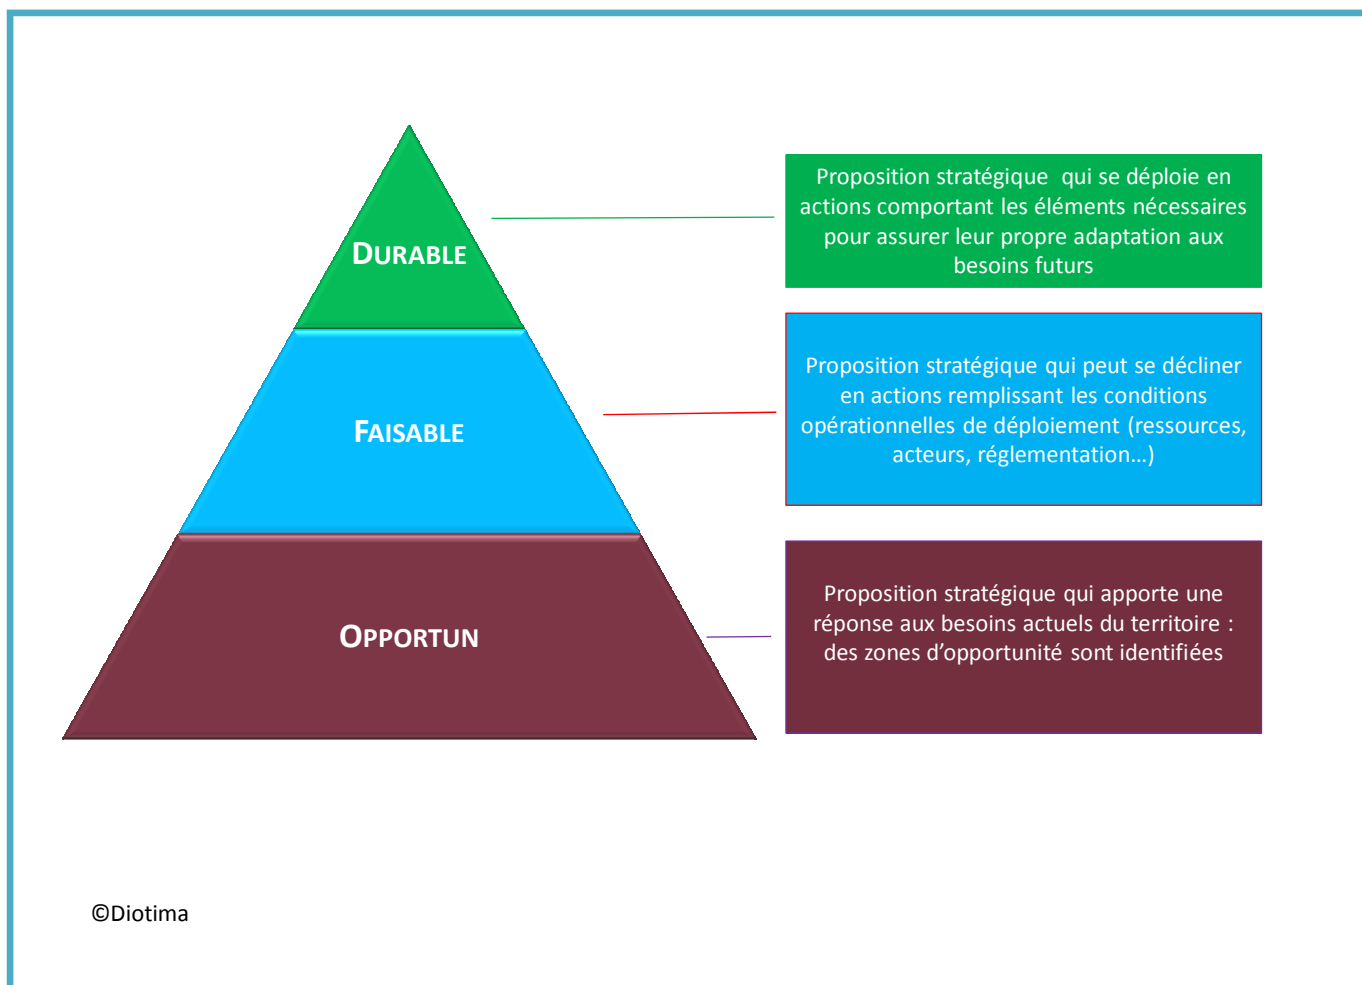 DURABLE
Proposition stratégique  qui se déploie en
actions comportant les éléments nécessaires
pour assurer leur propre adaptation aux
besoins futurs
FAISABLE
Proposition stratégique qui peut se décliner
en actions remplissant les conditions
opérationnelles de déploiement (ressources,
acteurs, réglementation…)
OPPORTUN
Proposition stratégique qui apporte une
réponse aux besoins actuels du territoire :
des zones d’opportunité sont identifiées
©Diotima